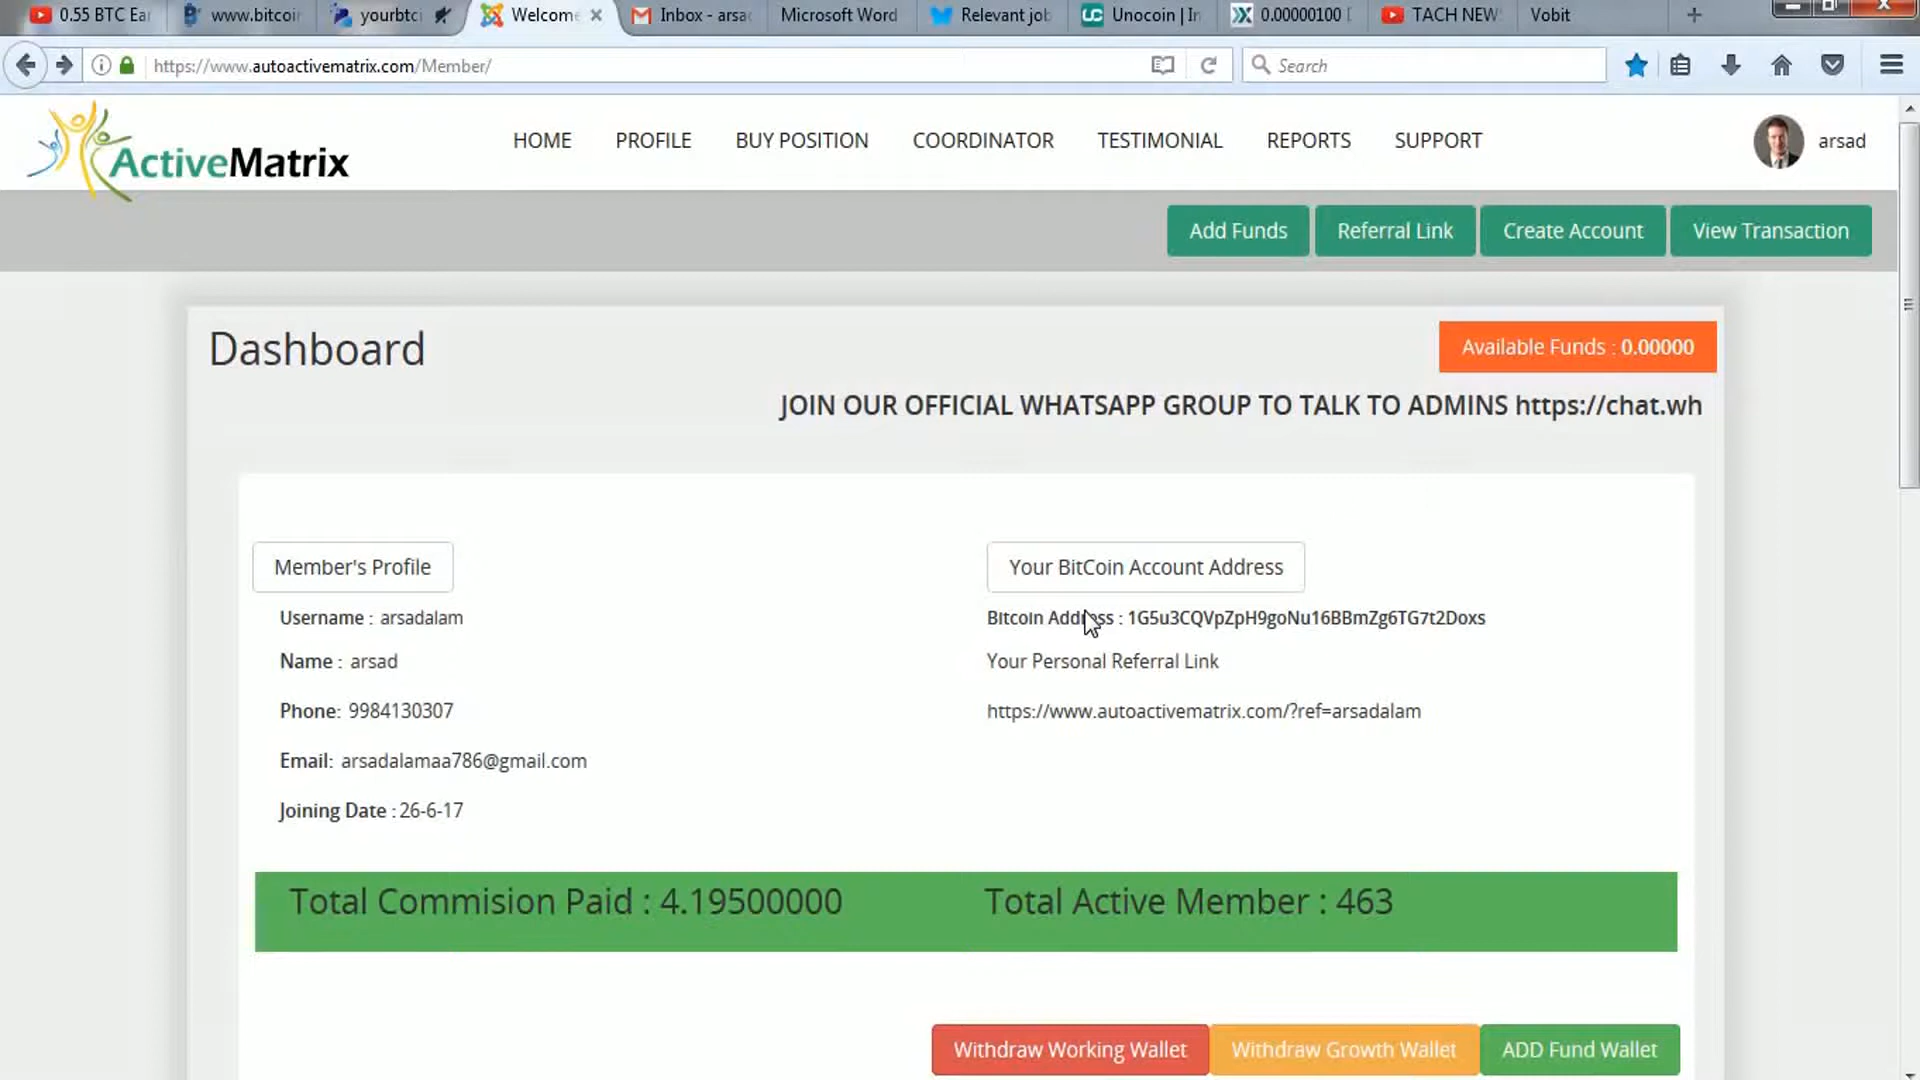 0.55 BTC Ear
www.bitcoi
yourbtc
Welcome
Inbox - arsa
Microsoft Word
Relevant job
Unocoin | In
0.00000100
TACH NEW
Vobit
https://www.autoactivematrix.com/Member/
Search
ActiveMatrix
HOME
PROFILE
BUY POSITION
COORDINATOR
TESTIMONIAL
REPORTS
SUPPORT
arsad
Add Funds
Referral Link
Create Account
View Transaction
Dashboard
Available Funds : 0.00000
JOIN OUR OFFICIAL WHATSAPP GROUP TO TALK TO ADMINS https://chat.wh
Member's Profile
Your BitCoin Account Address
Username : arsadalam
Bitcoin Address : 1G5u3CQVpZpH9goNu16BBmZg6TG7t2Doxs
Name : arsad
Your Personal Referral Link
Phone: 9984130307
https://www.autoactivematrix.com/?ref=arsadalam
Email: arsadalamaa786@gmail.com
Joining Date : 26-6-17
Total Commision Paid : 4.19500000
Total Active Member : 463
Withdraw Working Wallet
Withdraw Growth Wallet
ADD Fund Wallet